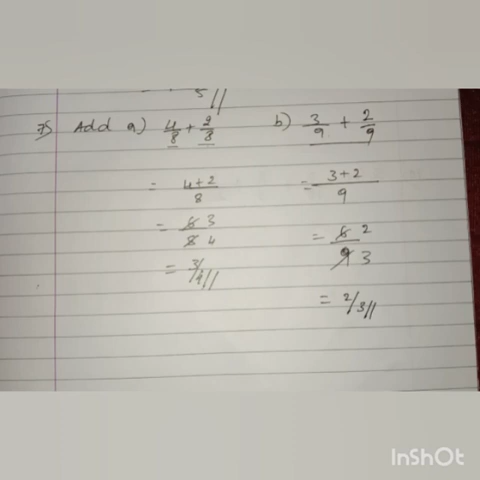 5//
7) Add a) 4/8 + 2/8 b) 3/9 + 2/9
= 4+2/8 = 3+2/9
= 6 3/8 4 = 6 2/9 3
= 3/4// = 2/3//
InShOt